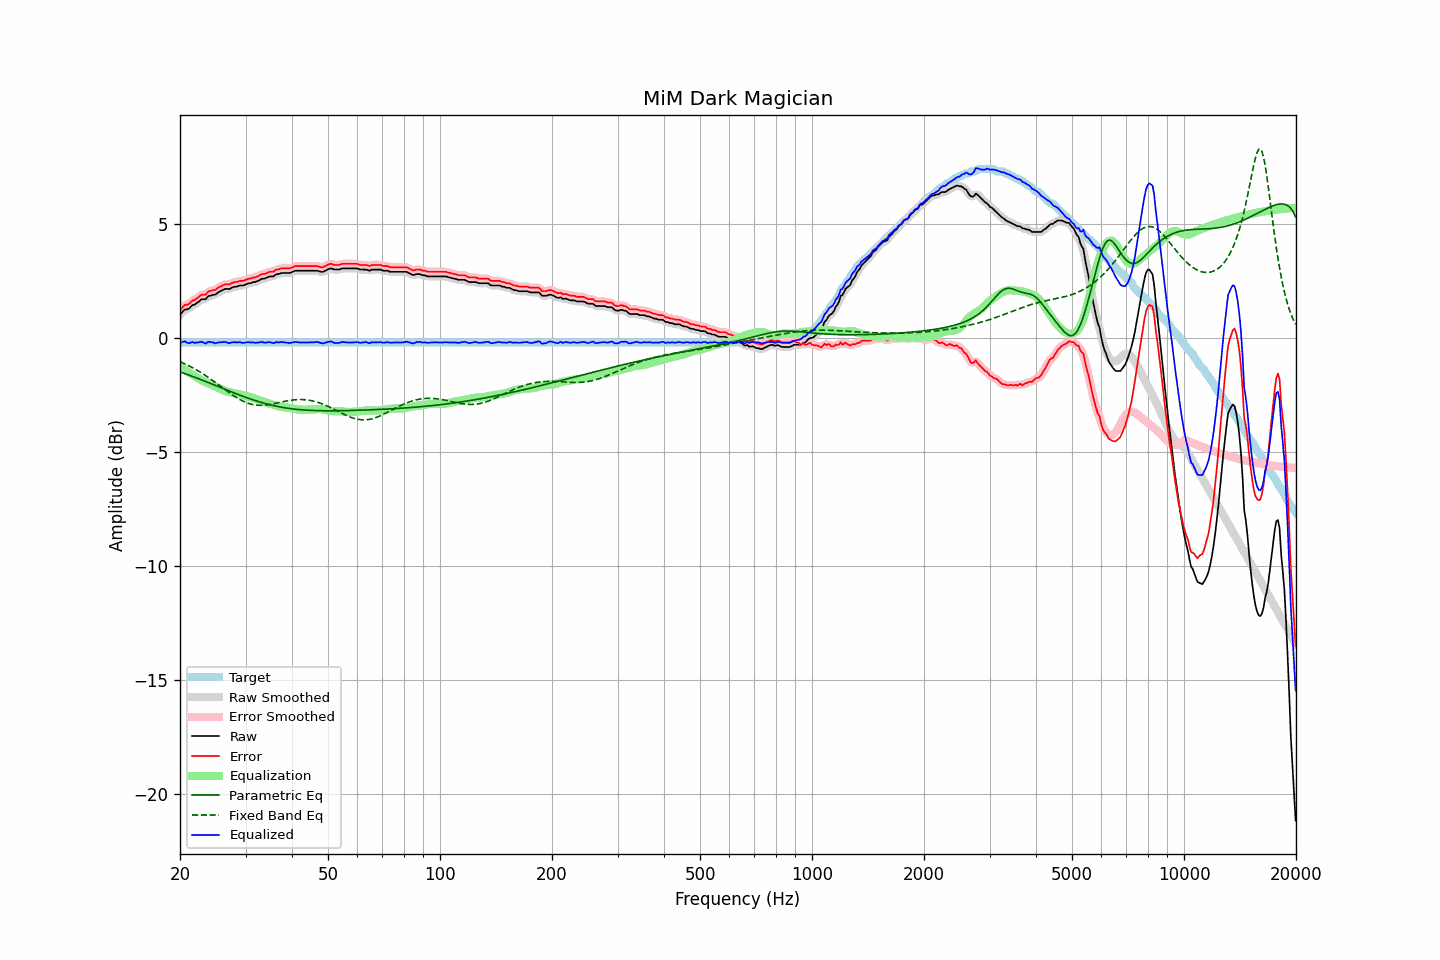 MiM Dark Magician
Amplitude (dBr)
5
0
−5
−10
−15
−20
Target
Raw Smoothed
Error Smoothed
Raw
Error
Equalization
Parametric Eq
Fixed Band Eq
Equalized
20 50 100 200 500 1000 2000 5000 10000 20000
Frequency (Hz)